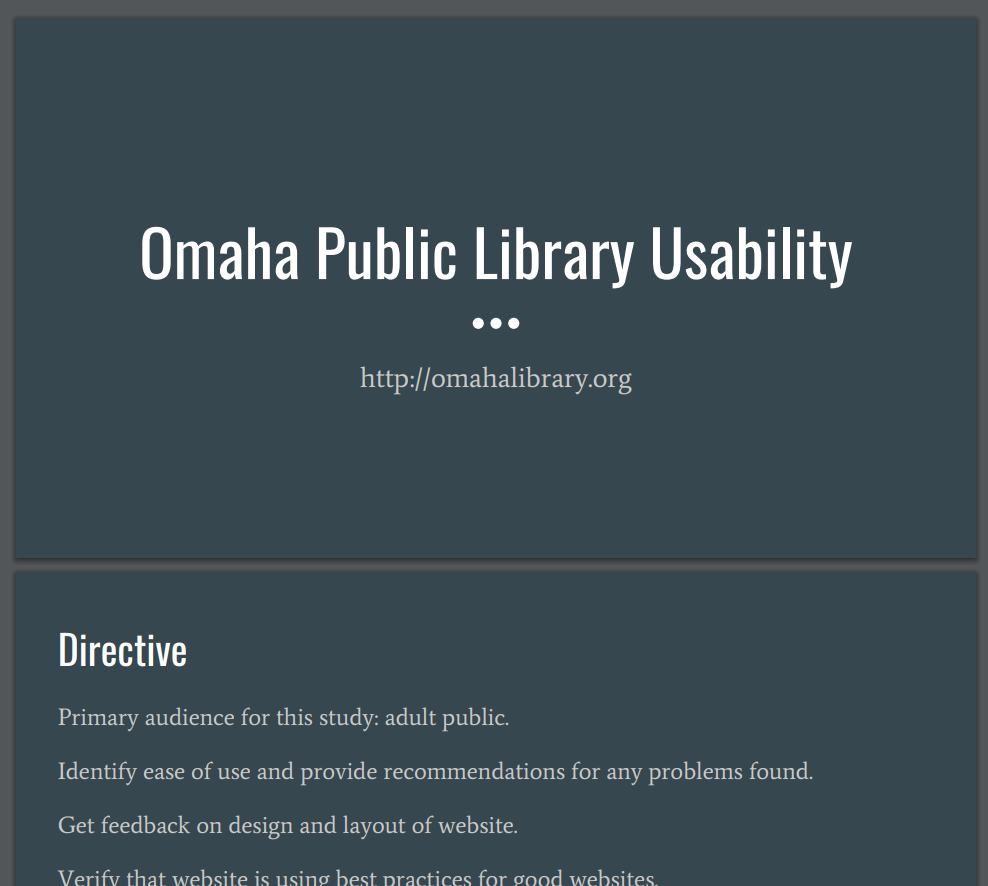 Omaha Public Library Usability
http://omahalibrary.org
Directive
Primary audience for this study: adult public.
Identify ease of use and provide recommendations for any problems found.
Get feedback on design and layout of website.
Verify that website is using best practices for good websites.